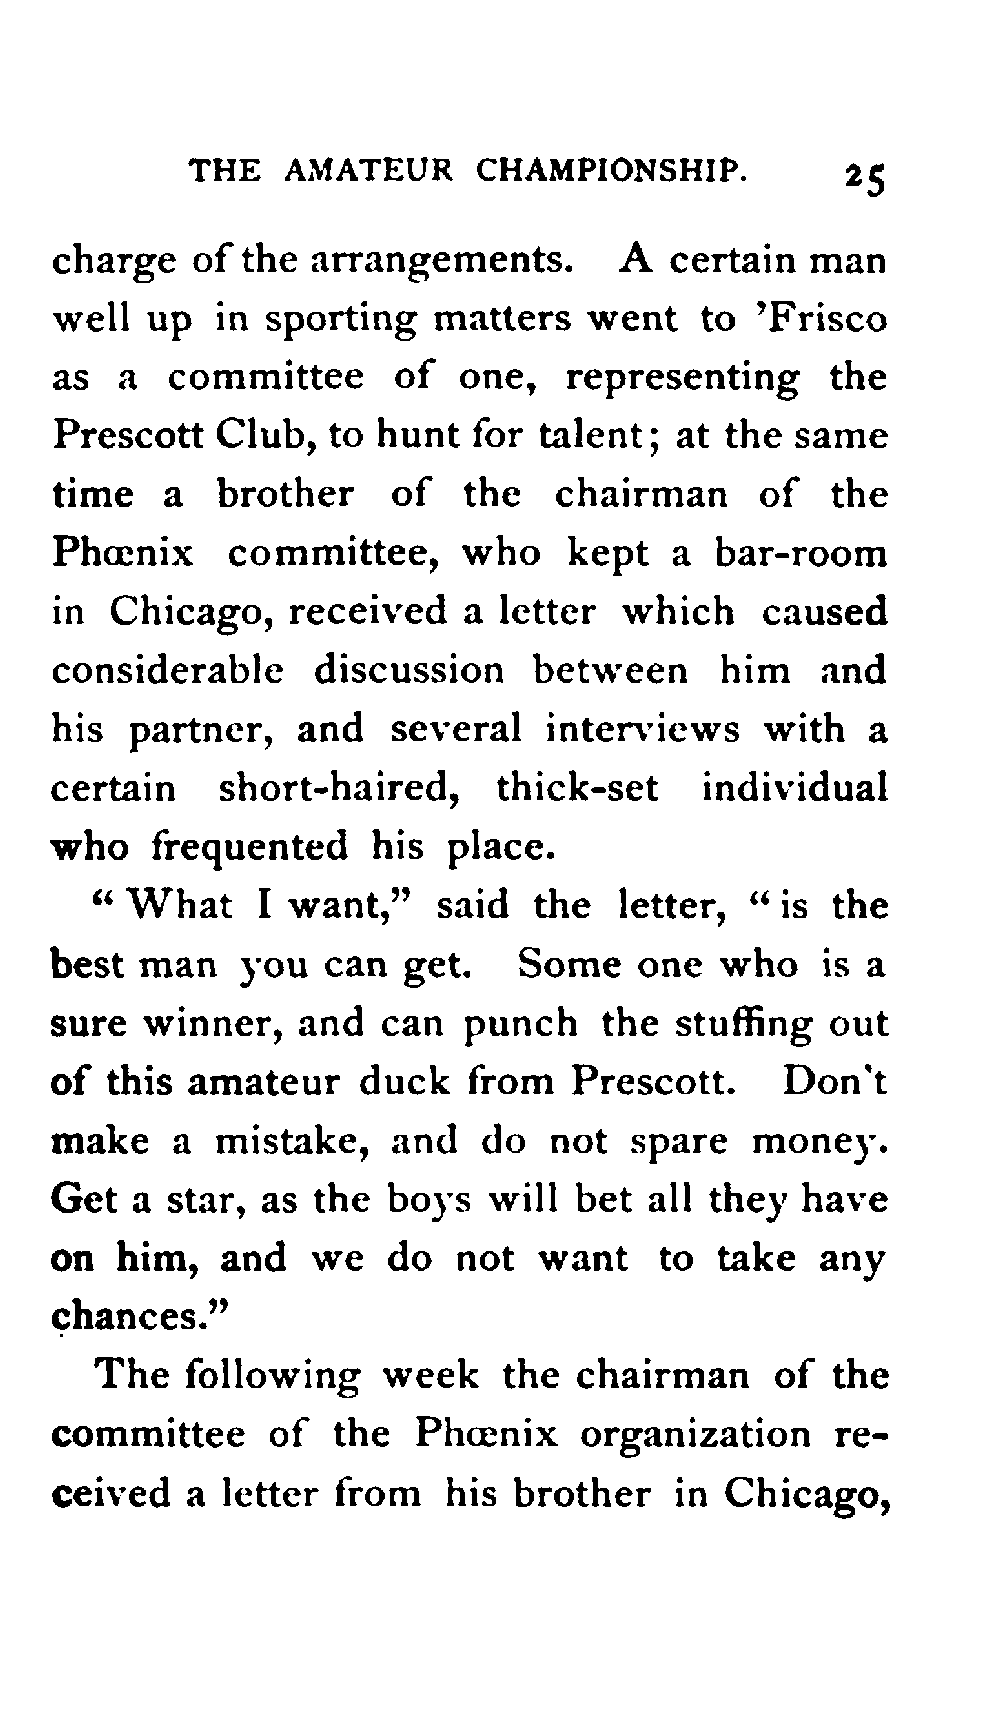 THE AMATEUR CHAMPIONSHIP. 25
charge of the arrangements. A certain man
well up in sporting matters went to ’Frisco
as a committee of one, representing the
Prescott Club, to hunt for talent; at the same
time a brother of the chairman of the
Phœnix committee, who kept a bar-room
in Chicago, received a letter which caused
considerable discussion between him and
his partner, and several interviews with a
certain short-haired, thick-set individual
who frequented his place.
“ What I want,” said the letter, “ is the
best man you can get. Some one who is a
sure winner, and can punch the stuffing out
of this amateur duck from Prescott. Don't
make a mistake, and do not spare money.
Get a star, as the boys will bet all they have
on him, and we do not want to take any
chances.”
The following week the chairman of the
committee of the Phœnix organization re-
ceived a letter from his brother in Chicago,